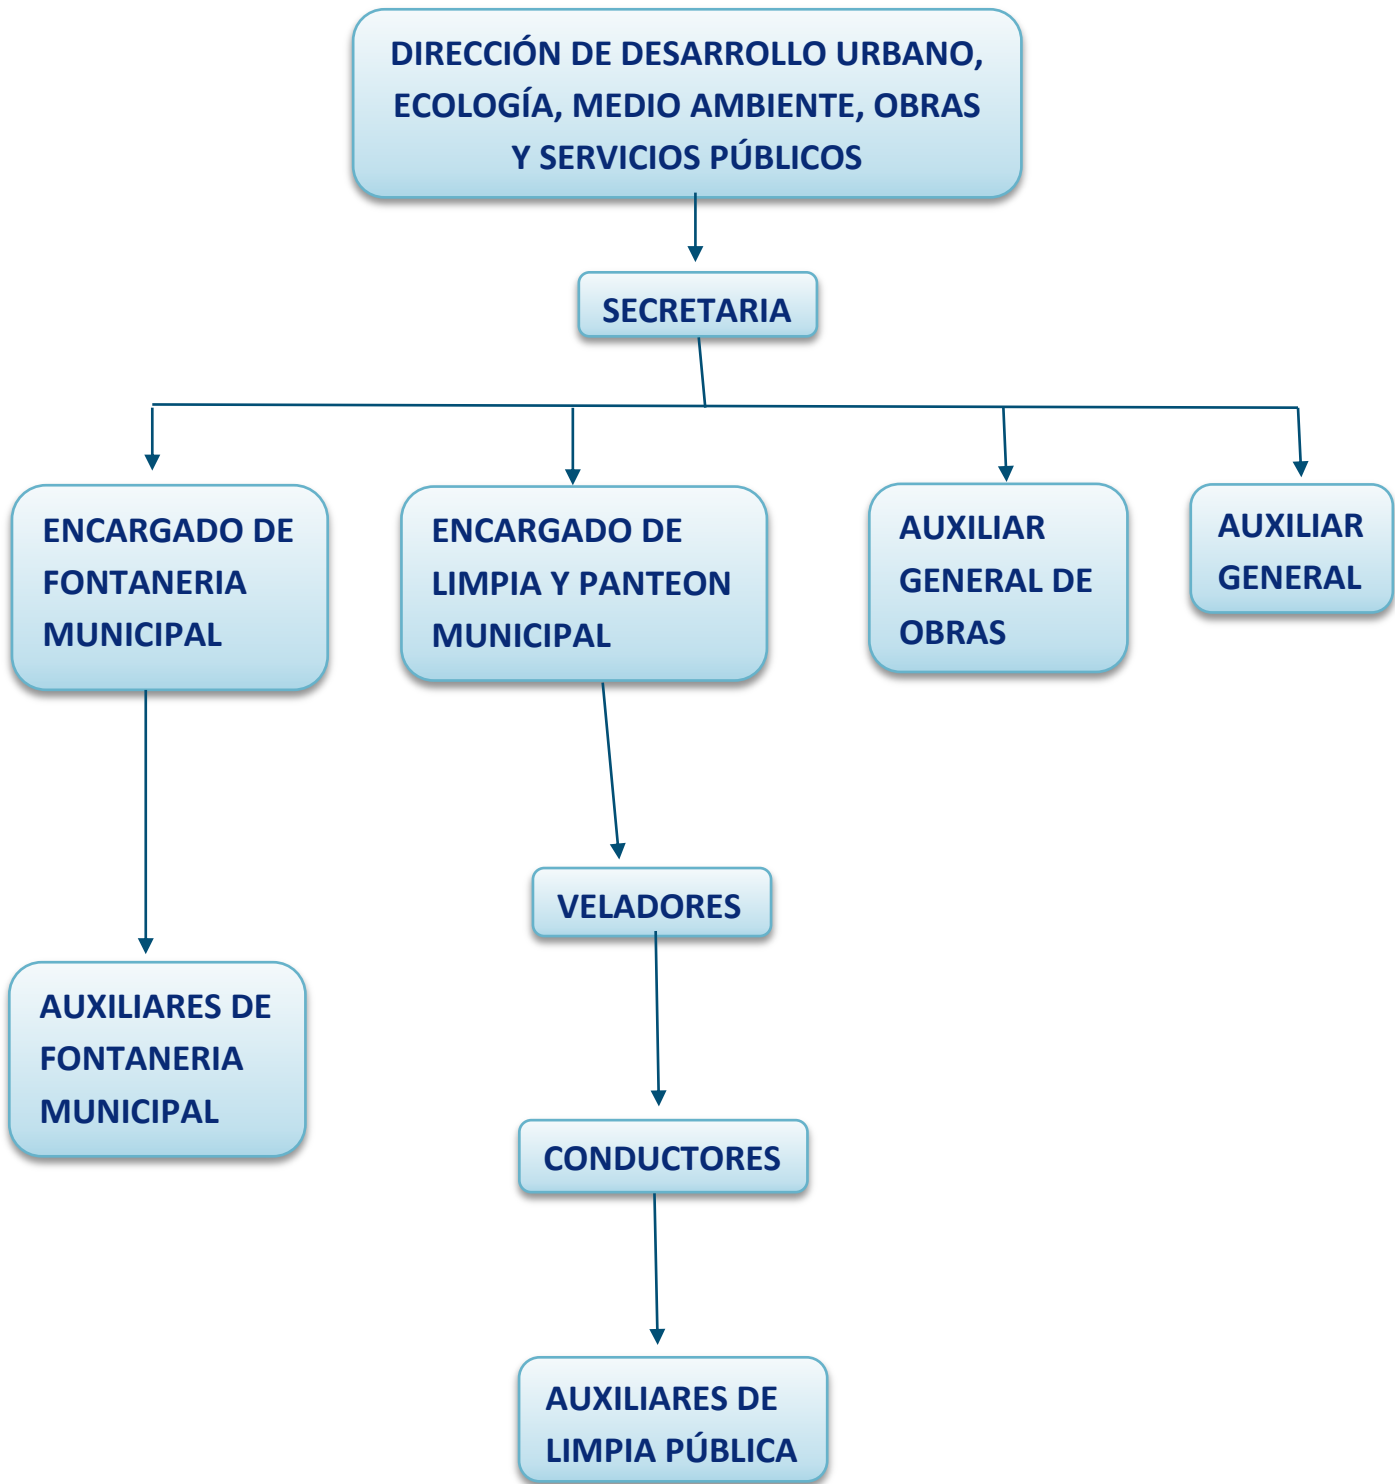 DIRECCIÓN DE DESARROLLO URBANO,
ECOLOGÍA, MEDIO AMBIENTE, OBRAS
Y SERVICIOS PÚBLICOS
SECRETARIA
ENCARGADO DE
FONTANERIA
MUNICIPAL
ENCARGADO DE
LIMPIA Y PANTEON
MUNICIPAL
AUXILIAR
GENERAL DE
OBRAS
AUXILIAR
GENERAL
VELADORES
AUXILIARES DE
FONTANERIA
MUNICIPAL
CONDUCTORES
AUXILIARES DE
LIMPIA PÚBLICA